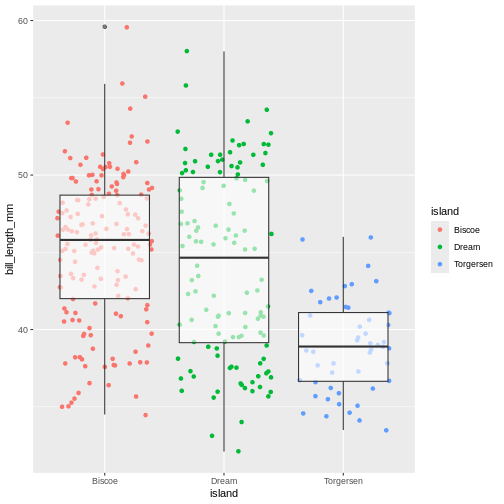 60
50
40
bill_length_mm
Biscoe
Dream
Torgersen
island
island
Biscoe
Dream
Torgersen